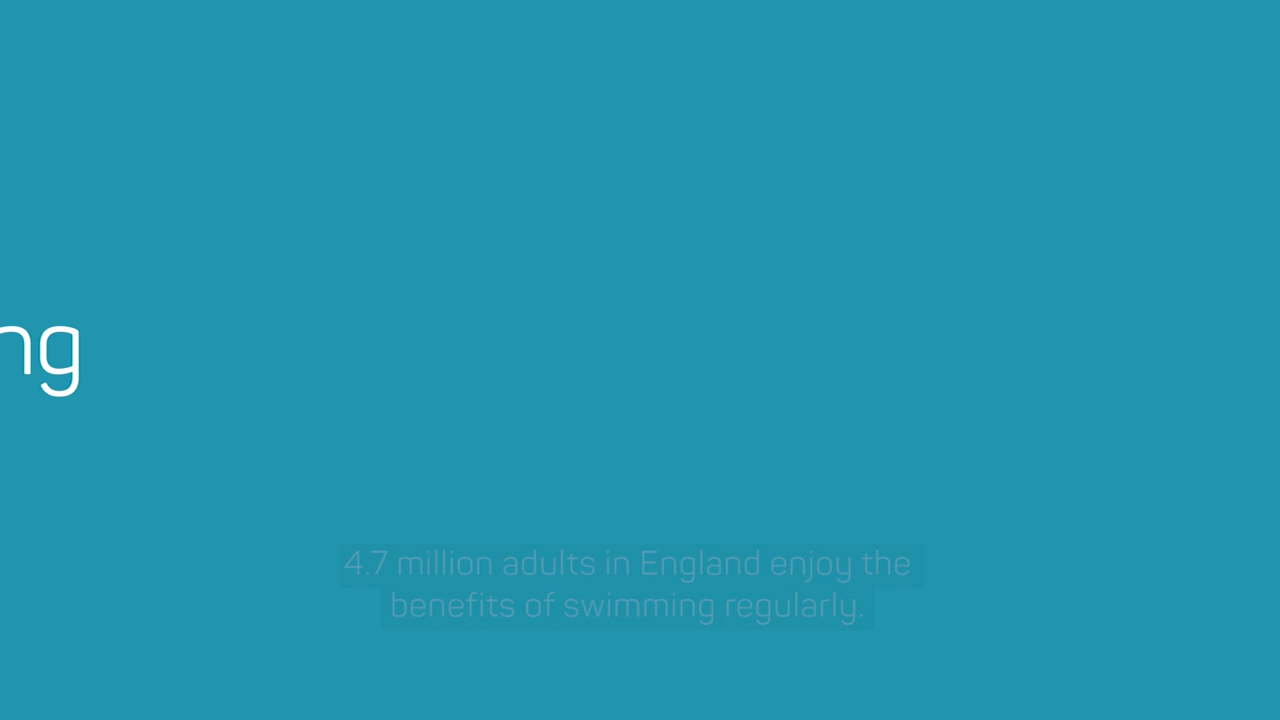 ng
4.7 million adults in England enjoy the
benefits of swimming regularly.